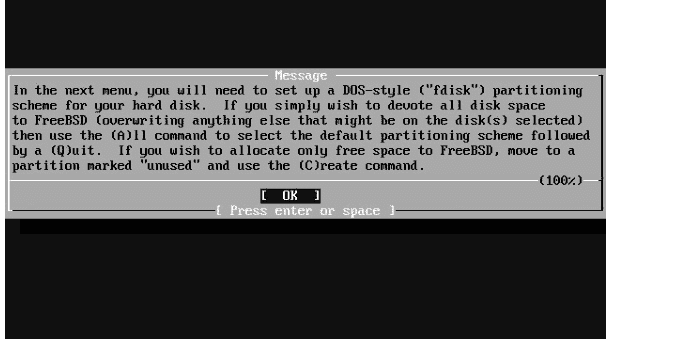 Message
In the next menu, you will need to set up a DOS-style ("fdisk") partitioning
scheme for your hard disk.  If you simply wish to devote all disk space
to FreeBSD (overwriting anything else that might be on the disk(s) selected)
then use the (A)ll command to select the default partitioning scheme followed
by a (Q)uit.  If you wish to allocate only free space to FreeBSD, move to a
partition marked "unused" and use the (C)reate command.
(100%)
[ OK ]
[ Press enter or space ]